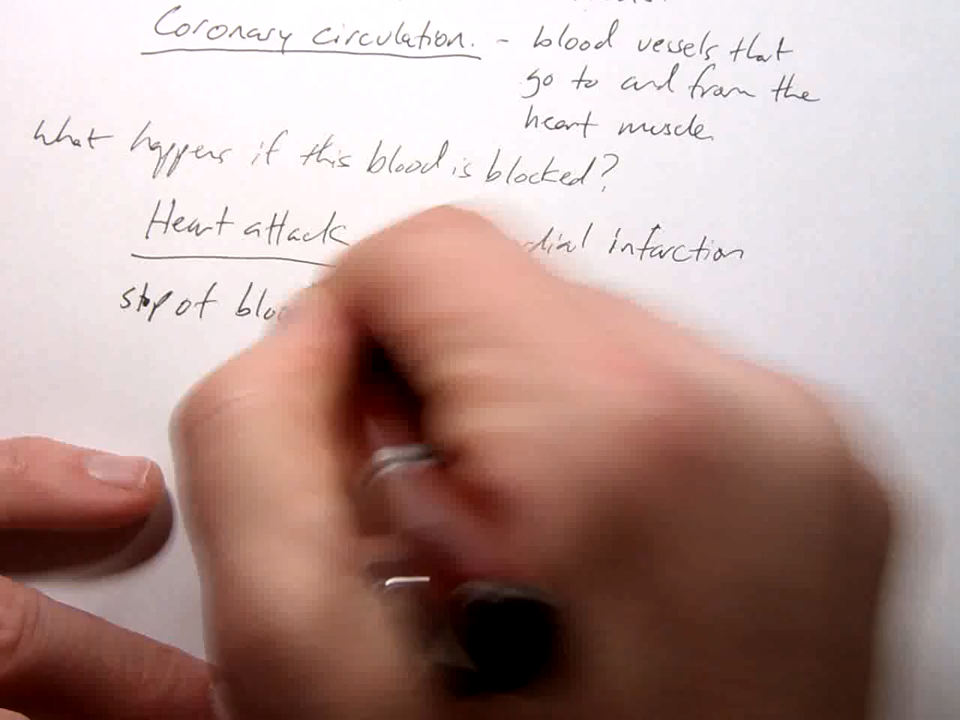 Coronary circulation. - blood vessels that
go to and from the
heart muscle.
What happens if this blood is blocked?
Heart attack dial infarction
stop of bloo